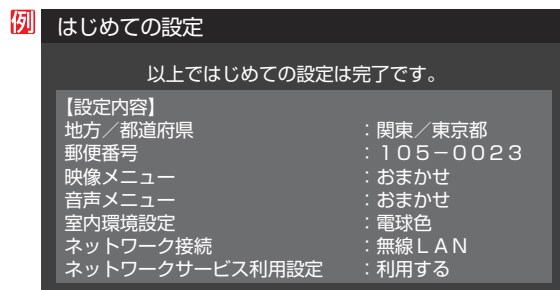 例
はじめての設定
以上ではじめての設定は完了です。
【設定内容】
地方／都道府県 ：関東／東京都
郵便番号 ：１０５－００２３
映像メニュー ：おまかせ
音声メニュー ：おまかせ
室内環境設定 ：電球色
ネットワーク接続 ：無線ＬＡＮ
ネットワークサービス利用設定 ：利用する